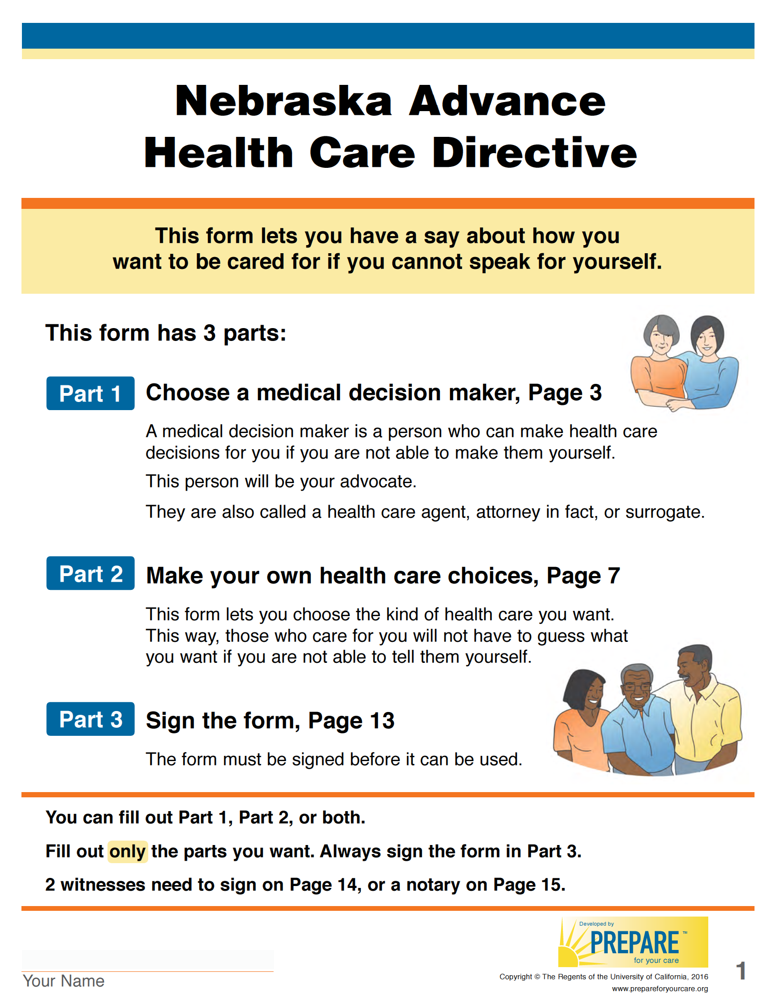 Nebraska Advance
Health Care Directive
This form lets you have a say about how you
want to be cared for if you cannot speak for yourself.
This form has 3 parts:
Part 1
Choose a medical decision maker, Page 3
A medical decision maker is a person who can make health care
decisions for you if you are not able to make them yourself.
This person will be your advocate.
They are also called a health care agent, attorney in fact, or surrogate.
Part 2
Make your own health care choices, Page 7
This form lets you choose the kind of health care you want.
This way, those who care for you will not have to guess what
you want if you are not able to tell them yourself.
Part 3
Sign the form, Page 13
The form must be signed before it can be used.
You can fill out Part 1, Part 2, or both.
Fill out only the parts you want. Always sign the form in Part 3.
2 witnesses need to sign on Page 14, or a notary on Page 15.
Developed by
PREPARE™
for your care
Your Name
Copyright © The Regents of the University of California, 2016
www.prepareforyourcare.org
1